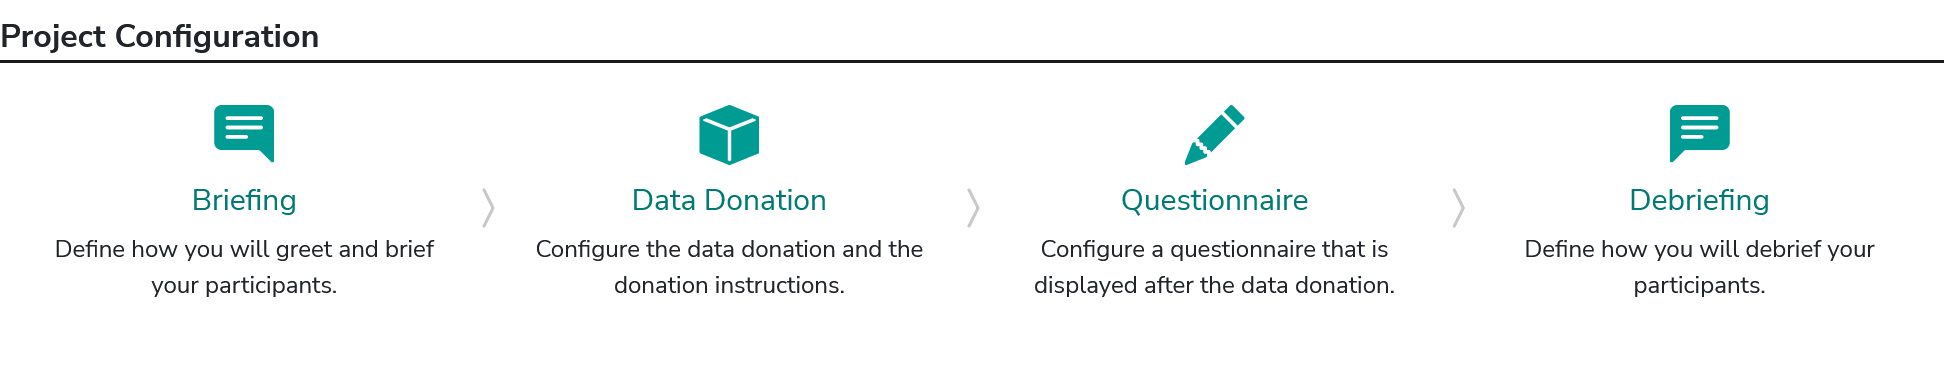 Project Configuration
Briefing
Define how you will greet and brief
your participants.
Data Donation
Configure the data donation and the
donation instructions.
Questionnaire
Configure a questionnaire that is
displayed after the data donation.
Debriefing
Define how you will debrief your
participants.